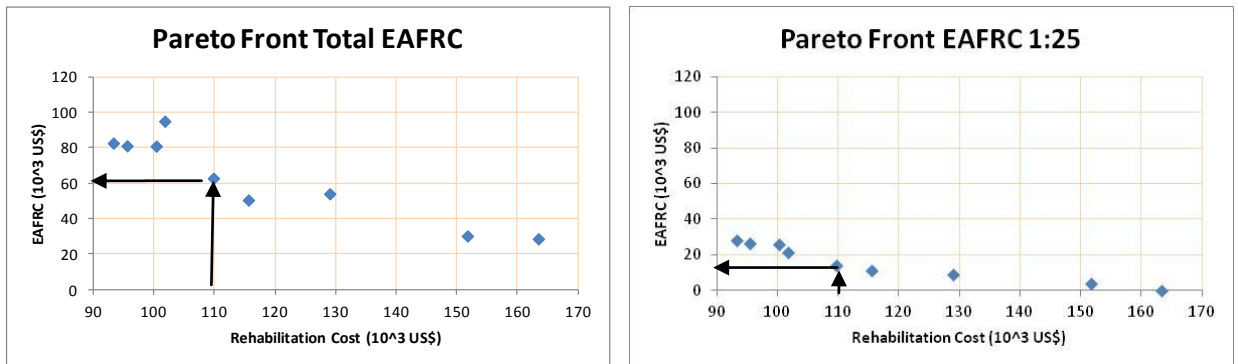 Pareto Front Total EAFRC
120
100
80
60
40
20
0
EAFRC (10^3 US$)
90 100 110 120 130 140 150 160 170
Rehabilitation Cost (10^3 US$)
Pareto Front EAFRC 1:25
120
100
80
60
40
20
0
EAFRC (10^3 US$)
90 100 110 120 130 140 150 160 170
Rehabilitation Cost (10^3 US$)